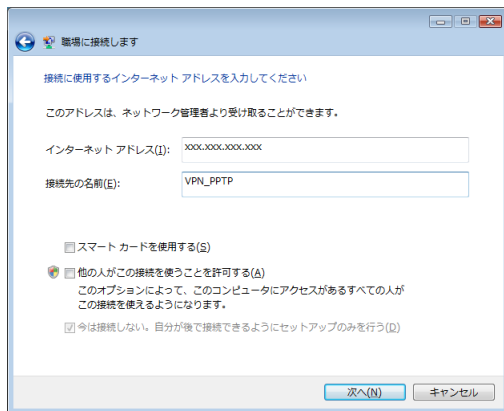 職場に接続します
接続に使用するインターネット アドレスを入力してください
このアドレスは、ネットワーク管理者より受け取ることができます。
インターネット アドレス(I): xxx.xxx.xxx.xxx
接続先の名前(E): VPN_PPTP
スマート カードを使用する(S)
他の人がこの接続を使うことを許可する(A)
このオプションによって、このコンピュータにアクセスがあるすべての人が
この接続を使えるようになります。
今は接続しない。自分が後で接続できるようにセットアップのみを行う(D)
次へ(N) キャンセル